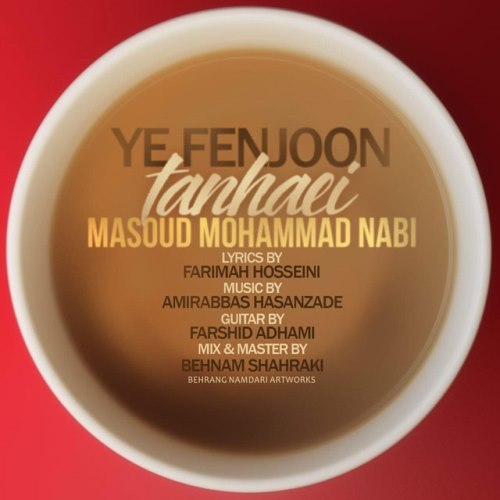 YE FENJOON
tanhaei
MASOUD MOHAMMAD NABI
LYRICS BY
FARIMAH HOSSEINI
MUSIC BY
AMIRABBAS HASANZADE
GUITAR BY
FARSHID ADHAMI
MIX & MASTER BY
BEHNAM SHAHRAKI
BEHRANG NAMDARI ARTWORKS